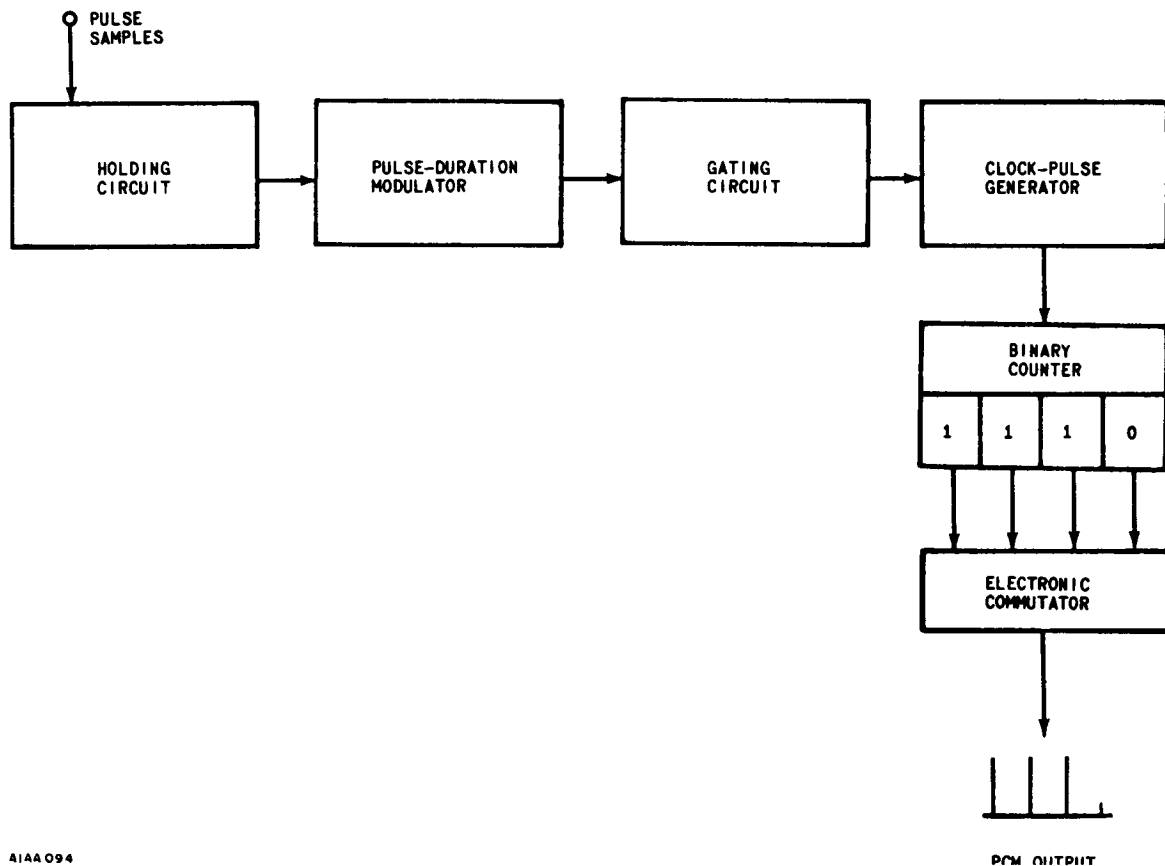 PULSE
SAMPLES
HOLDING
CIRCUIT
PULSE-DURATION
MODULATOR
GATING
CIRCUIT
CLOCK-PULSE
GENERATOR
BINARY
COUNTER
1 1 1 0
ELECTRONIC
COMMUTATOR
PCM OUTPUT
A1AA094